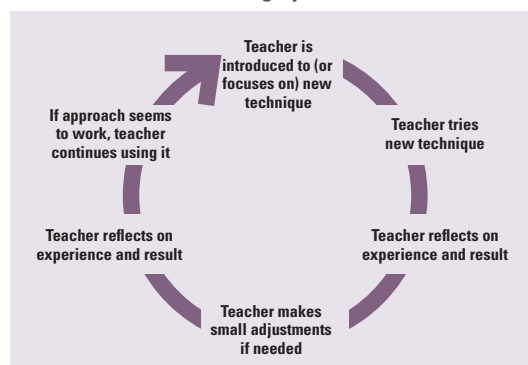 Teacher is
introduced to (or
focuses on) new
technique
Teacher tries
new technique
Teacher reflects on
experience and result
Teacher makes
small adjustments
if needed
Teacher reflects on
experience and result
If approach seems
to work, teacher
continues using it